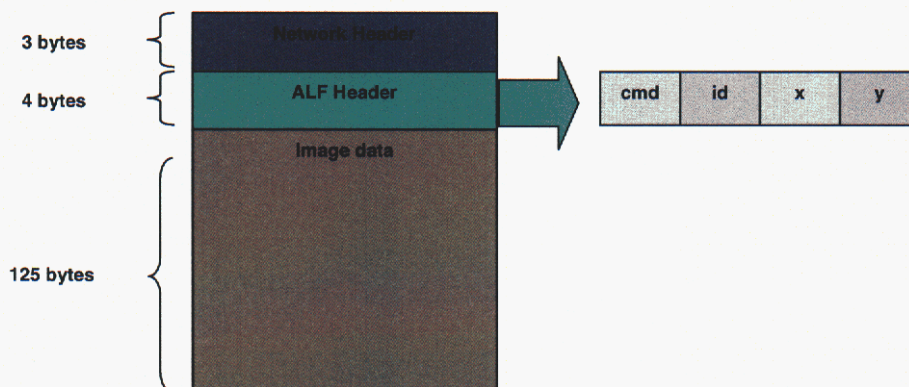 Network Header
3 bytes
4 bytes
ALF Header
cmd id x y
Image data
125 bytes